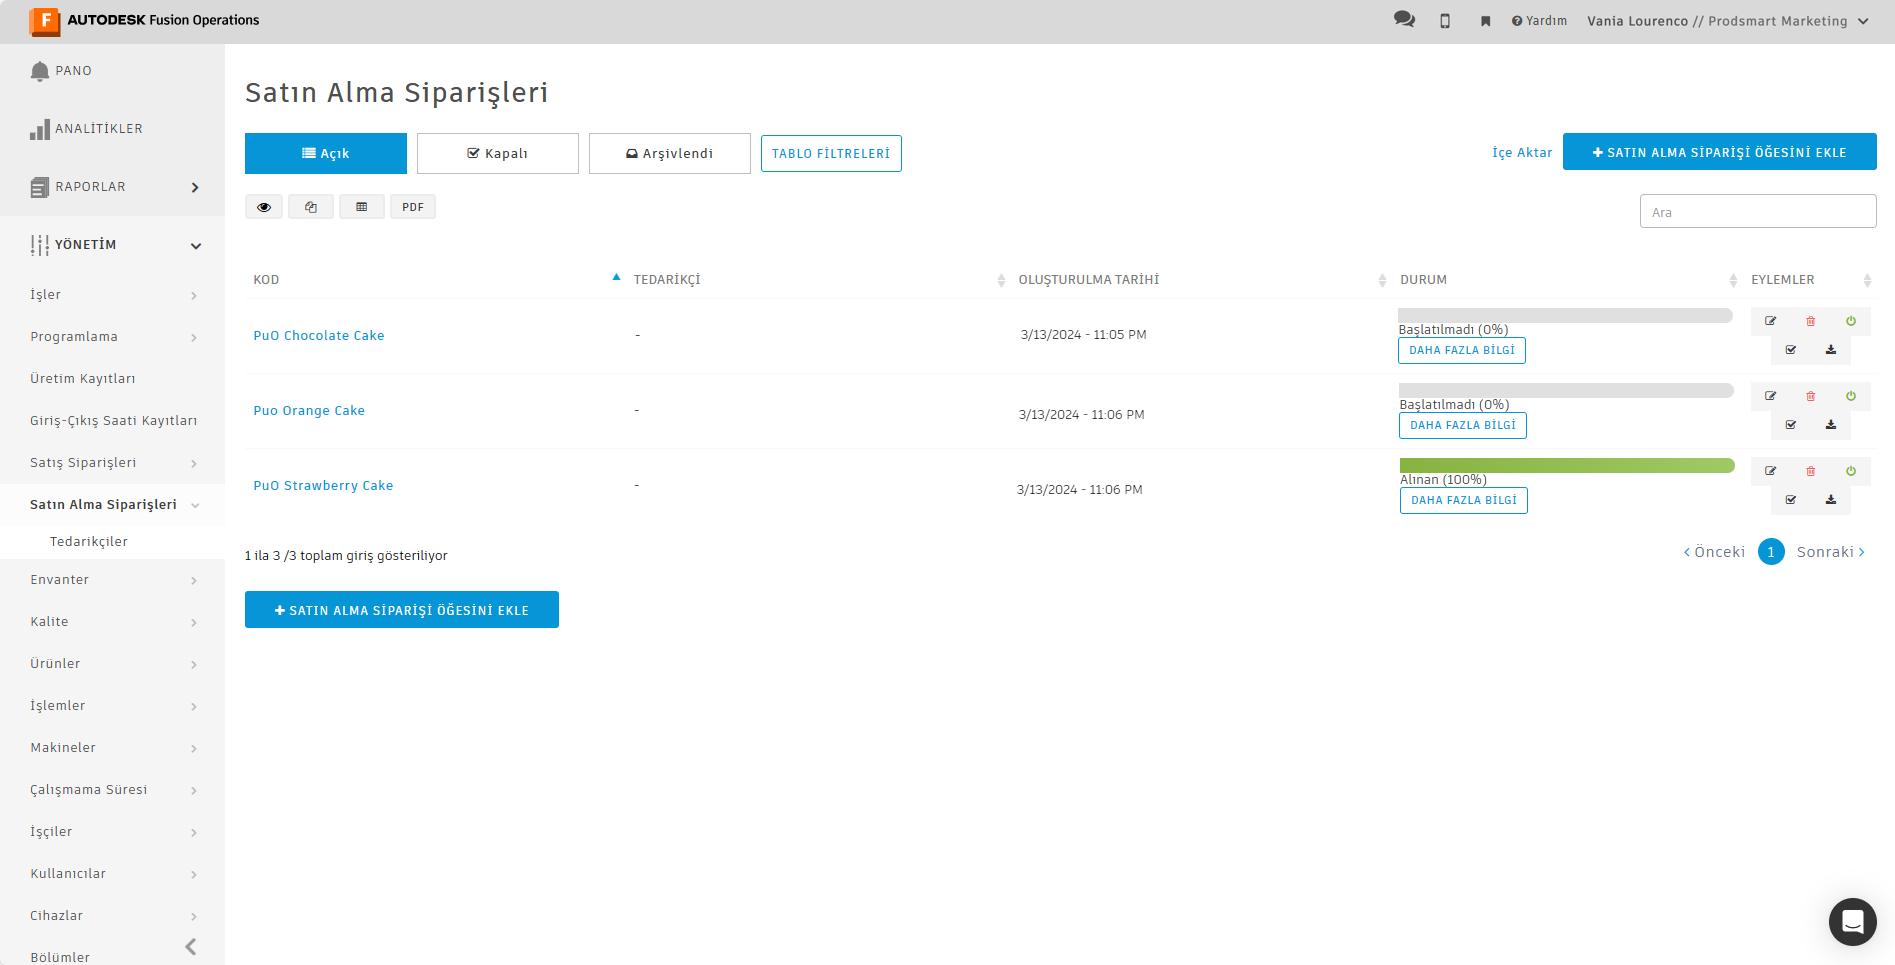 F AUTODESK Fusion Operations
Yardım
Vania Lourenco // Prodsmart Marketing
PANO
ANALİTİKLER
RAPORLAR
YÖNETİM
İşler
Programlama
Üretim Kayıtları
Giriş-Çıkış Saati Kayıtları
Satış Siparişleri
Satın Alma Siparişleri
Tedarikçiler
Envanter
Kalite
Ürünler
İşlemler
Makineler
Çalışmama Süresi
İşçiler
Kullanıcılar
Cihazlar
Bölümler
Satın Alma Siparişleri
Açık
Kapalı
Arşivlendi
TABLO FİLTRELERİ
İçe Aktar
+ SATIN ALMA SİPARİŞİ ÖĞESİNİ EKLE
PDF
Ara
KOD TEDARİKÇİ OLUŞTURULMA TARİHİ DURUM EYLEMLER
PuO Chocolate Cake - 3/13/2024 - 11:05 PM
Başlatılmadı (0%)
DAHA FAZLA BİLGİ
Puo Orange Cake - 3/13/2024 - 11:06 PM
Başlatılmadı (0%)
DAHA FAZLA BİLGİ
PuO Strawberry Cake - 3/13/2024 - 11:06 PM
Alınan (100%)
DAHA FAZLA BİLGİ
1 ila 3 /3 toplam giriş gösteriliyor
‹ Önceki 1 Sonraki ›
+ SATIN ALMA SİPARİŞİ ÖĞESİNİ EKLE